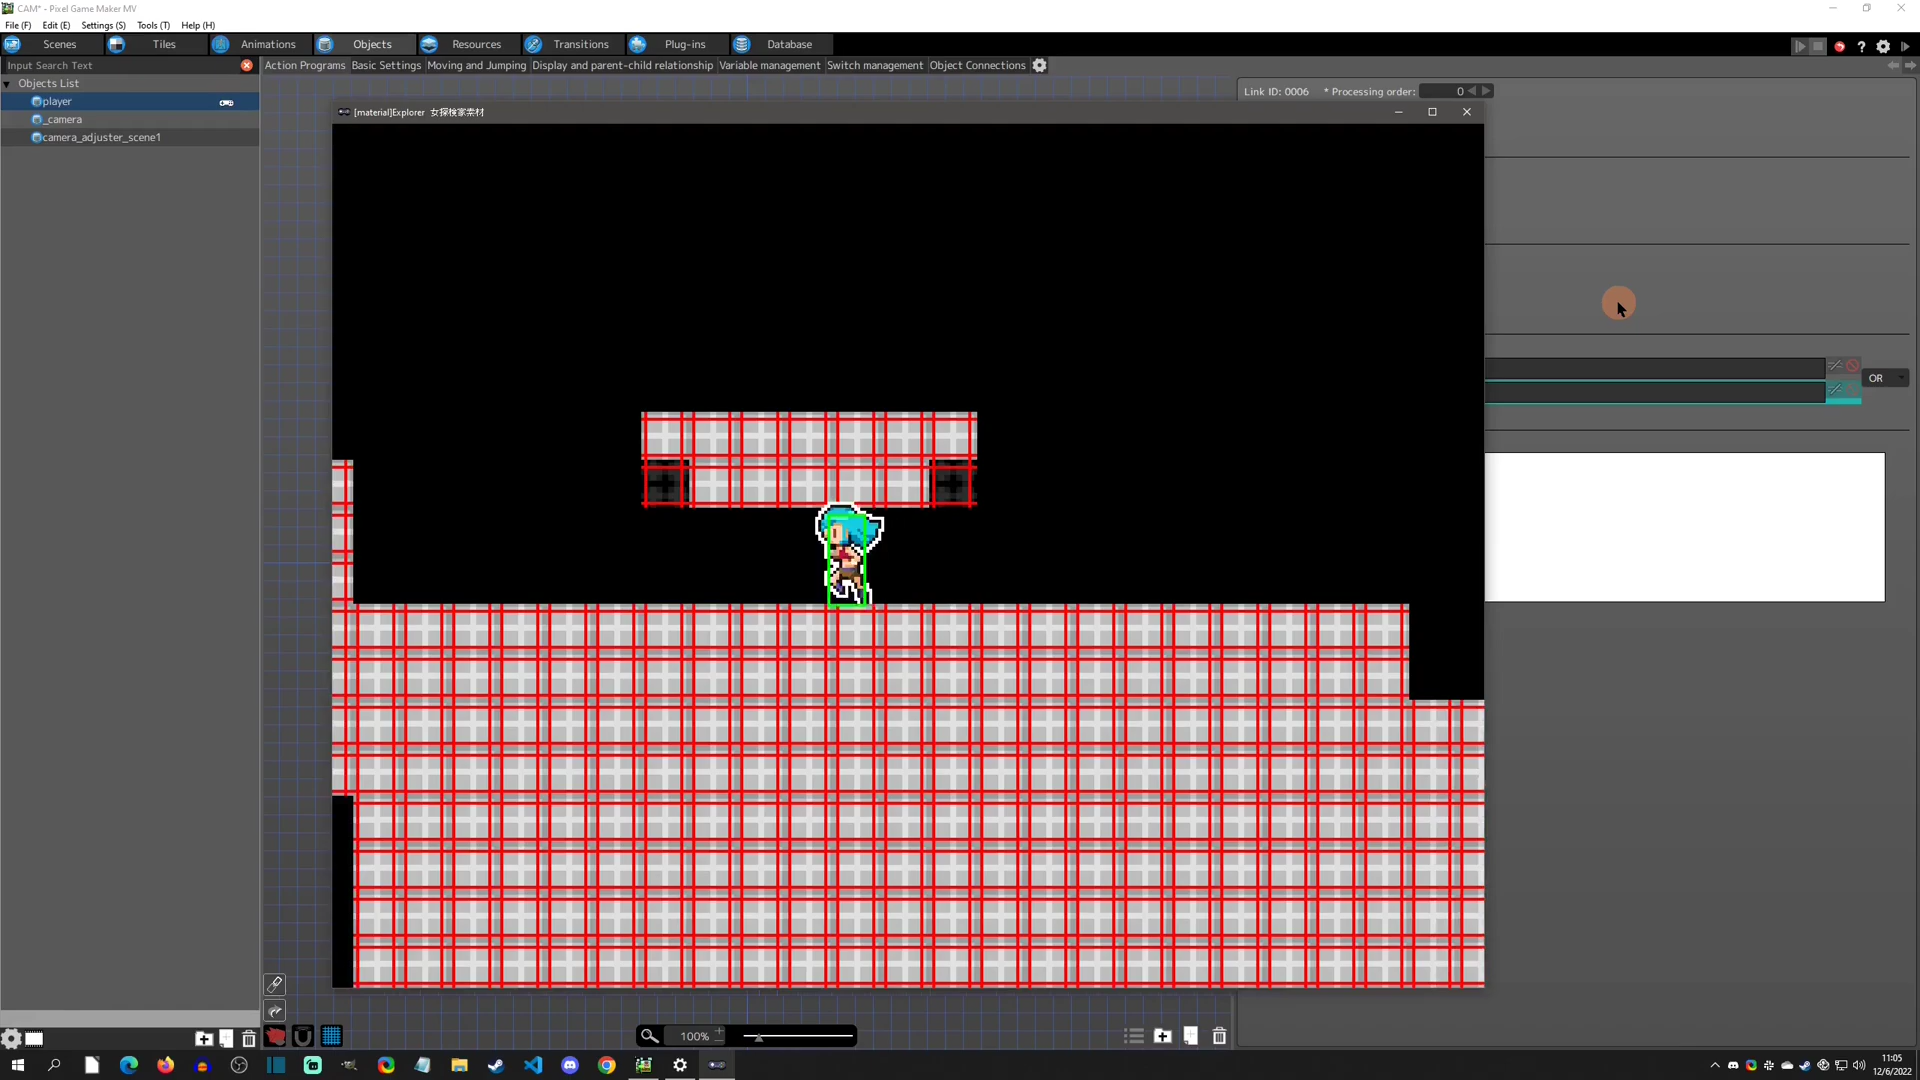 CAM* - Pixel Game Maker MV
File (F) Edit (E) Settings (S) Tools (T) Help (H)
Scenes Tiles Animations Objects Resources Transitions Plug-ins Database
Input Search Text
Action Programs Basic Settings Moving and Jumping Display and parent-child relationship Variable management Switch management Object Connections
Objects List
Link ID: 0006 * Processing order: 0
player
[material]Explorer 女探検家素材
_camera
camera_adjuster_scene1
OR
100%
11:05
12/6/2022